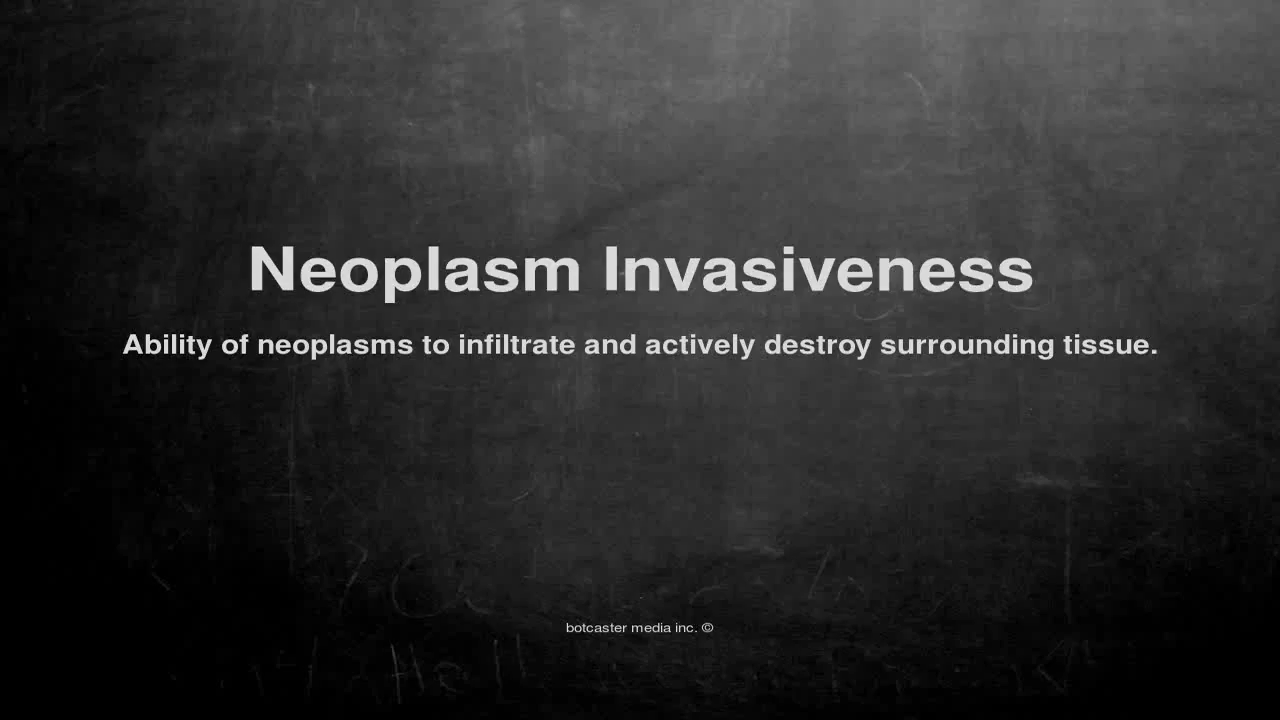 Neoplasm Invasiveness
Ability of neoplasms to infiltrate and actively destroy surrounding tissue.
botcaster media inc. ©